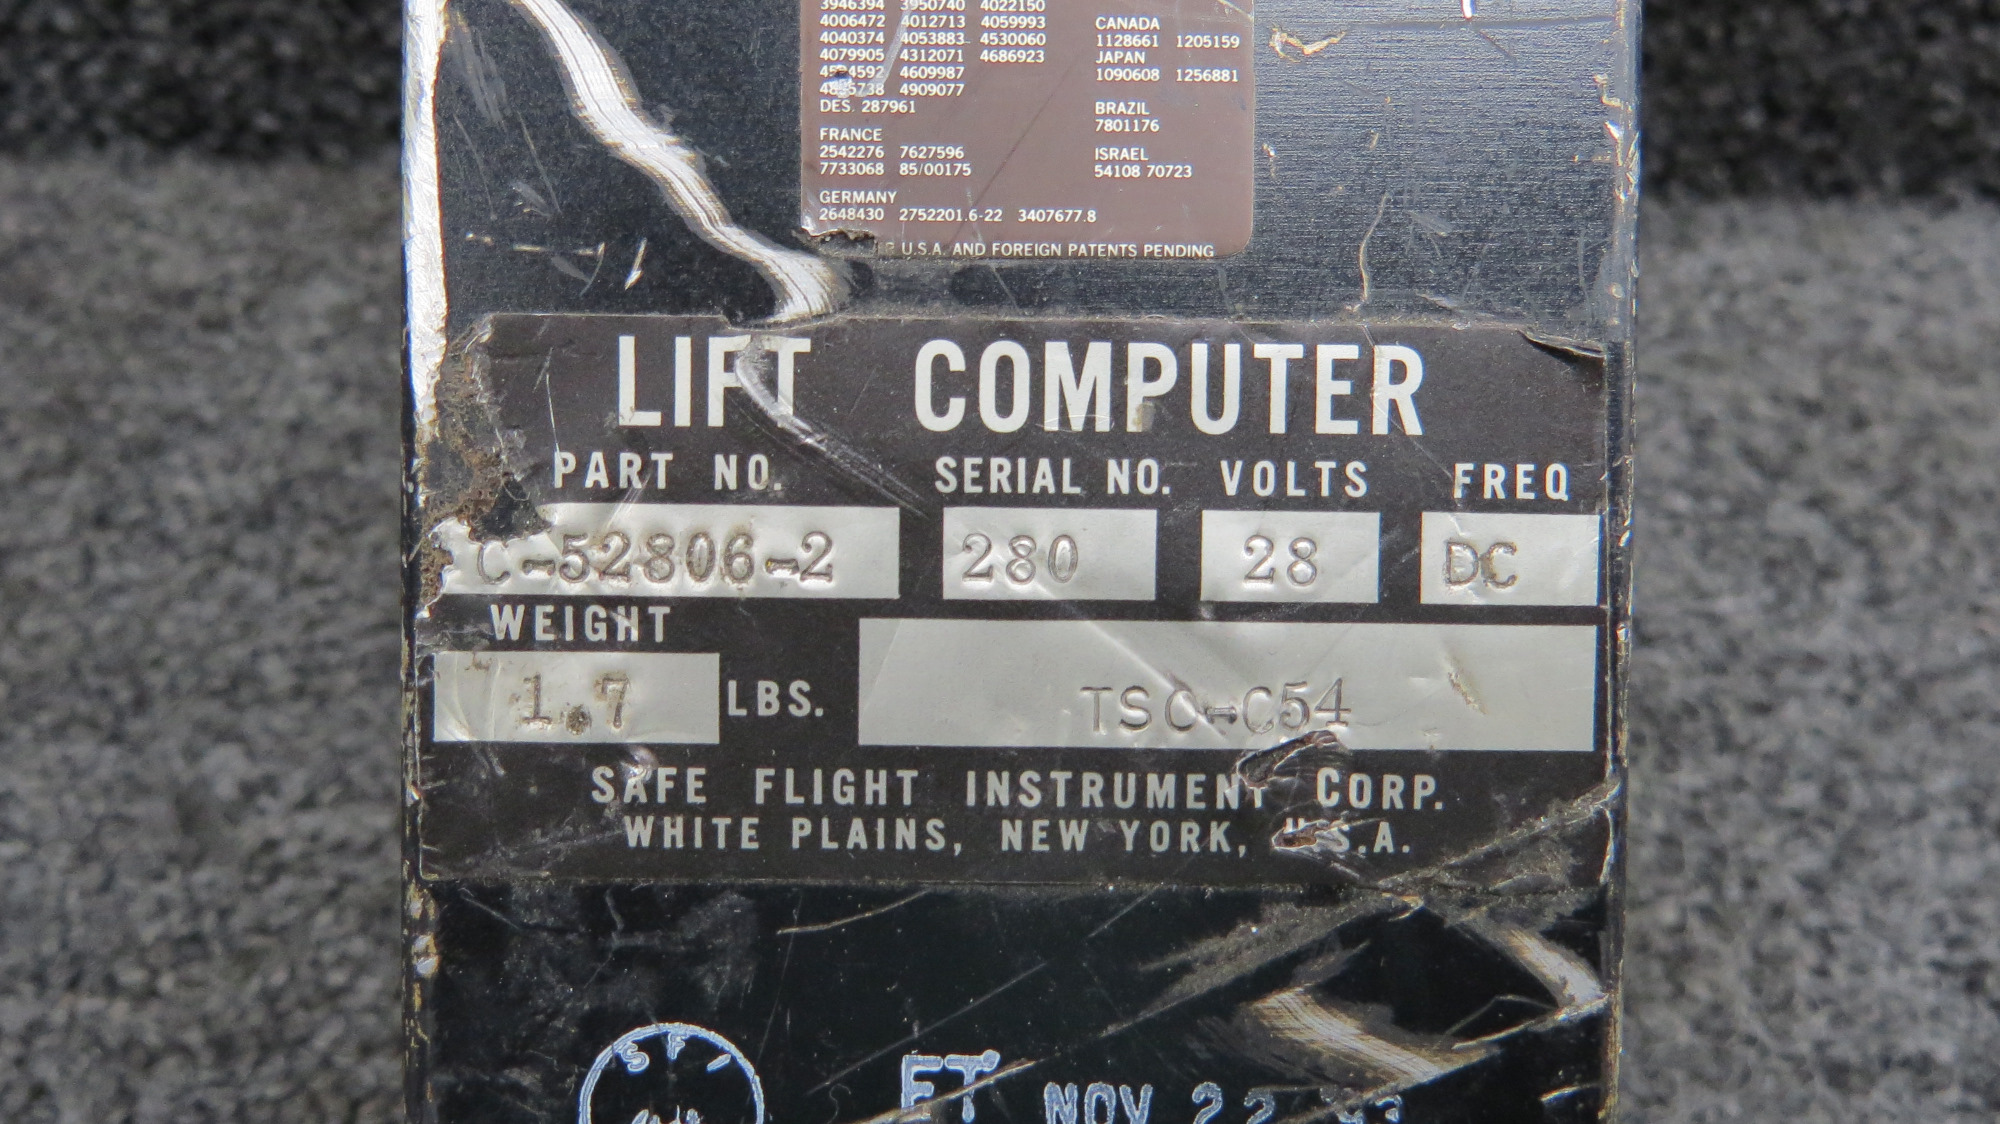 3946394 3950740 4022150
4006472 4012713 4059993
4040374 4053883 4530060
4079905 4312071 4686923
4609987
4909077
DES. 287961
FRANCE
2542276 7627596
7733068 85/00175
GERMANY
2648430 2752201.6-22 3407677.8
CANADA
1128661 1205159
JAPAN
1090608 1256881
BRAZIL
7801176
ISRAEL
54108 70723
U.S.A. AND FOREIGN PATENTS PENDING
LIFT COMPUTER
PART NO. SERIAL NO. VOLTS FREQ
C-52806-2 280 28 DC
WEIGHT
1.7 LBS. TSO-C54
SAFE FLIGHT INSTRUMENT CORP.
WHITE PLAINS, NEW YORK, U.S.A.
SFI
FT NOV 22